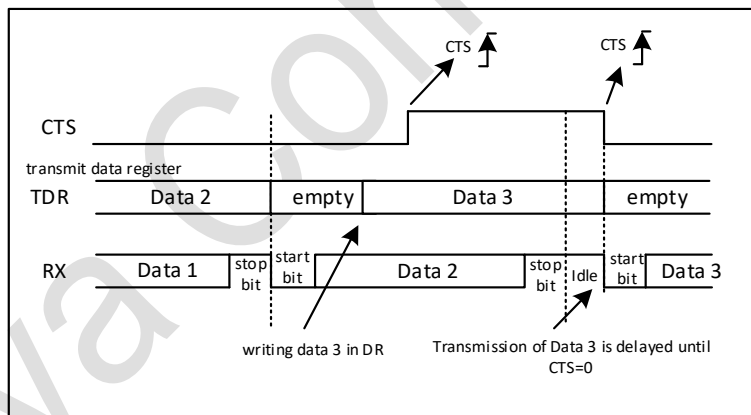 CTS
CTS
CTS
transmit data register
TDR
Data 2
empty
Data 3
empty
RX
Data 1
stop bit
start bit
Data 2
stop bit
Idle
start bit
Data 3
writing data 3 in DR
Transmission of Data 3 is delayed until
CTS=0